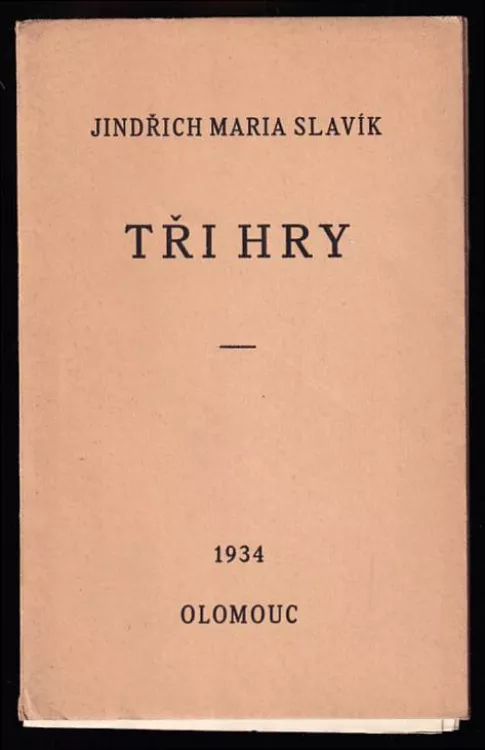 JINDŘICH MARIA SLAVÍK
TŘI HRY
1934
OLOMOUC